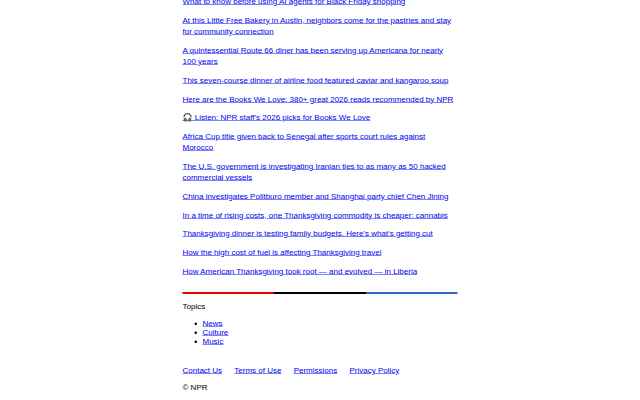 What to know before using AI agents for Black Friday shopping
At this Little Free Bakery in Austin, neighbors come for the pastries and stay
for community connection
A quintessential Route 66 diner has been serving up Americana for nearly
100 years
This seven-course dinner of airline food featured caviar and kangaroo soup
Here are the Books We Love: 380+ great 2026 reads recommended by NPR
🎧 Listen: NPR staff's 2026 picks for Books We Love
Africa Cup title given back to Senegal after sports court rules against
Morocco
The U.S. government is investigating Iranian ties to as many as 50 hacked
commercial vessels
China investigates Politburo member and Shanghai party chief Chen Jining
In a time of rising costs, one Thanksgiving commodity is cheaper: cannabis
Thanksgiving dinner is testing family budgets. Here's what's getting cut
How the high cost of fuel is affecting Thanksgiving travel
How American Thanksgiving took root — and evolved — in Liberia
Topics
News
Culture
Music
Contact Us Terms of Use Permissions Privacy Policy
© NPR